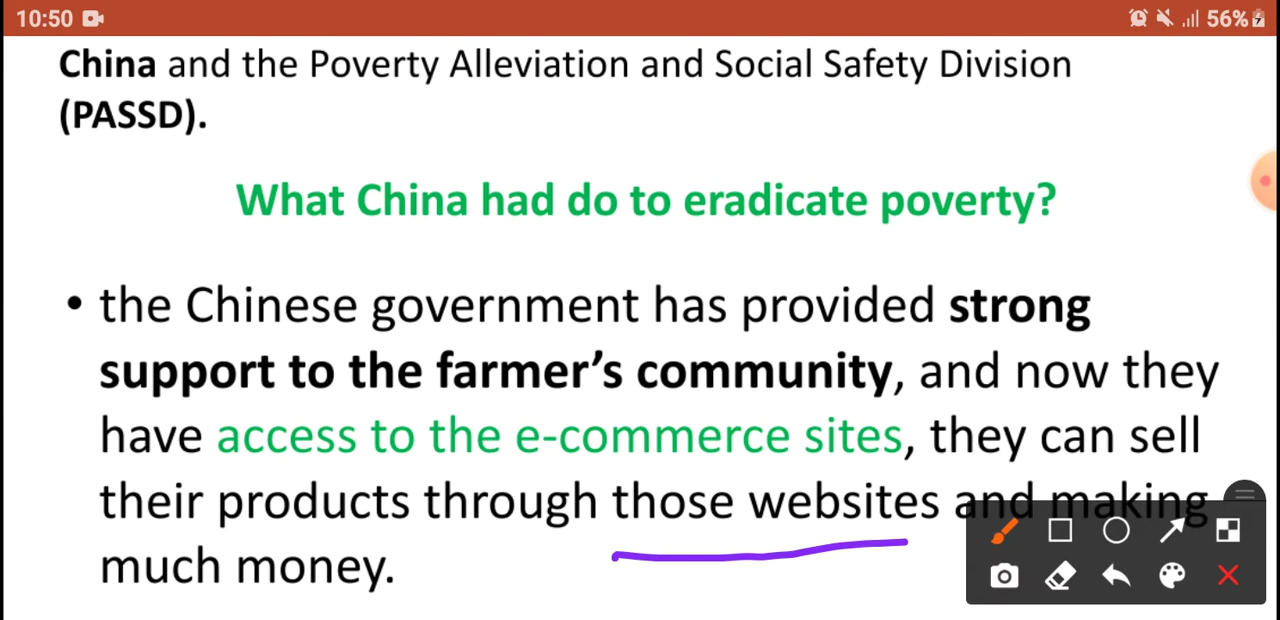 10:50
56%
China and the Poverty Alleviation and Social Safety Division
(PASSD).
What China had do to eradicate poverty?
• the Chinese government has provided strong
support to the farmer’s community, and now they
have access to the e-commerce sites, they can sell
their products through those websites and making
much money.